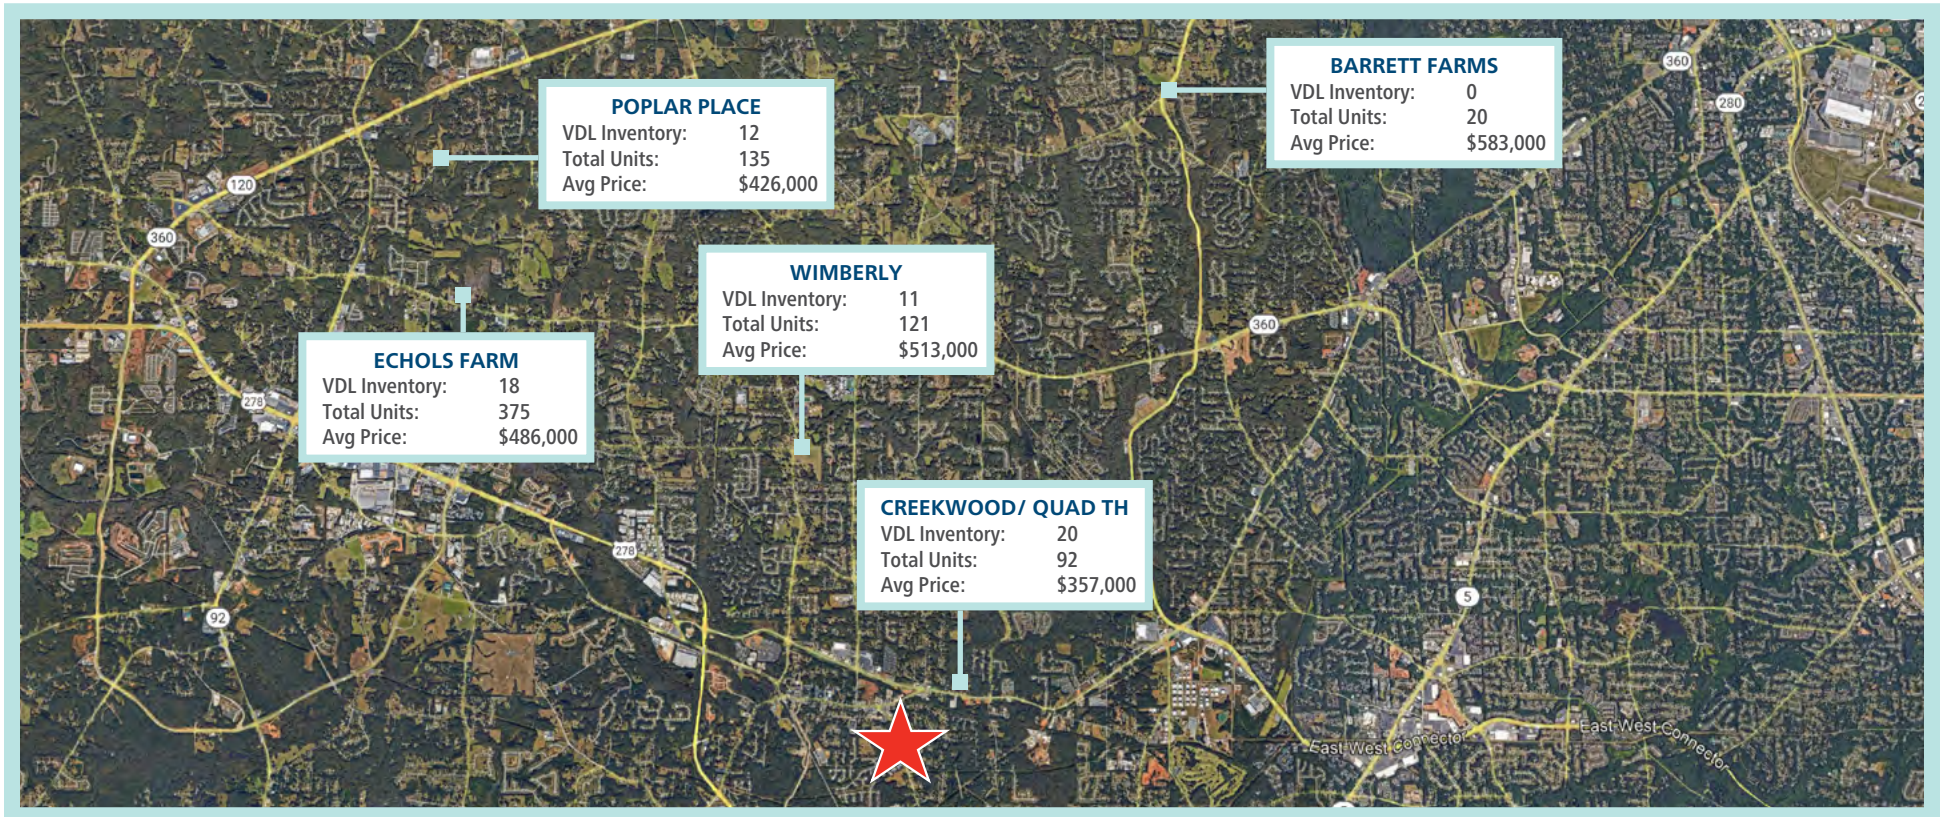 POPLAR PLACE
VDL Inventory: 12
Total Units: 135
Avg Price: $426,000
BARRETT FARMS
VDL Inventory: 0
Total Units: 20
Avg Price: $583,000
WIMBERLY
VDL Inventory: 11
Total Units: 121
Avg Price: $513,000
ECHOLS FARM
VDL Inventory: 18
Total Units: 375
Avg Price: $486,000
CREEKWOOD/ QUAD TH
VDL Inventory: 20
Total Units: 92
Avg Price: $357,000
360
280
120
360
360
278
278
92
5
East West Connector
East West Connector